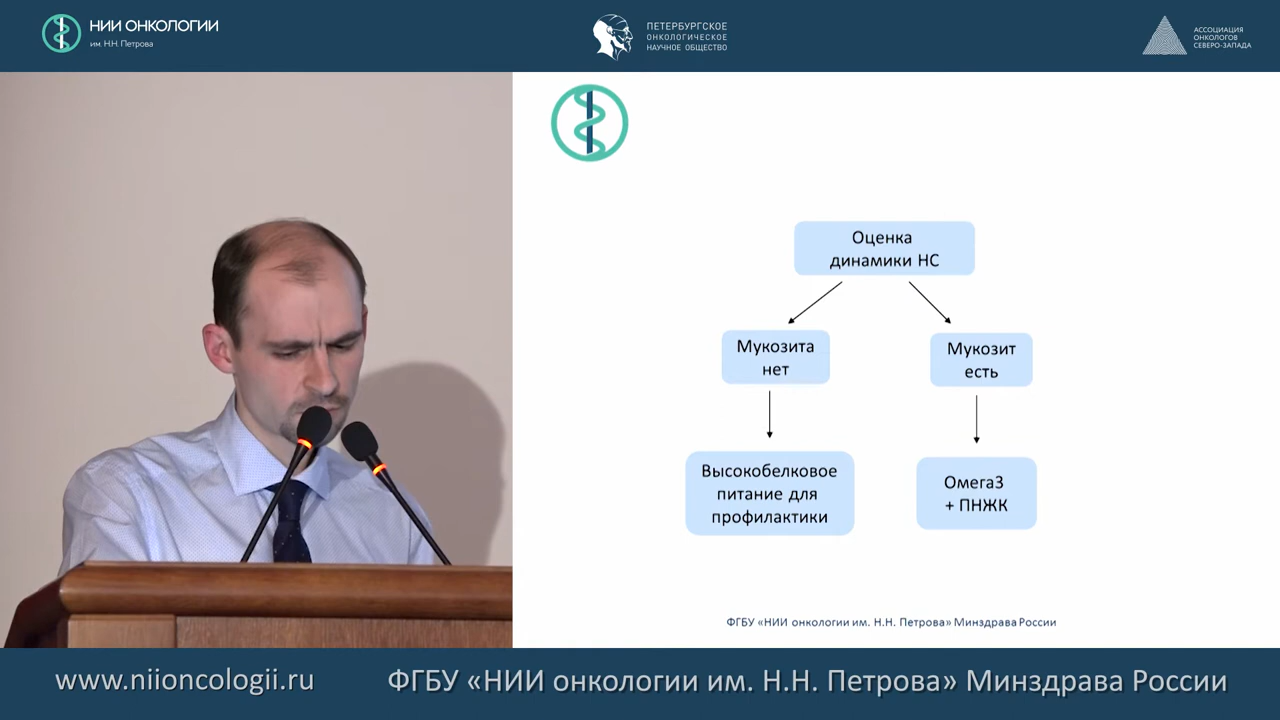 НИИ ОНКОЛОГИИ
им. Н.Н. Петрова
ПЕТЕРБУРГСКОЕ
ОНКОЛОГИЧЕСКОЕ
НАУЧНОЕ ОБЩЕСТВО
АССОЦИАЦИЯ
ОНКОЛОГОВ
СЕВЕРО-ЗАПАДА
Оценка
динамики НС
Мукозита
нет
Мукозит
есть
Высокобелковое
питание для
профилактики
Омега3
+ ПНЖК
ФГБУ «НИИ онкологии им. Н.Н. Петрова» Минздрава России
www.niioncologii.ru
ФГБУ «НИИ онкологии им. Н.Н. Петрова» Минздрава России